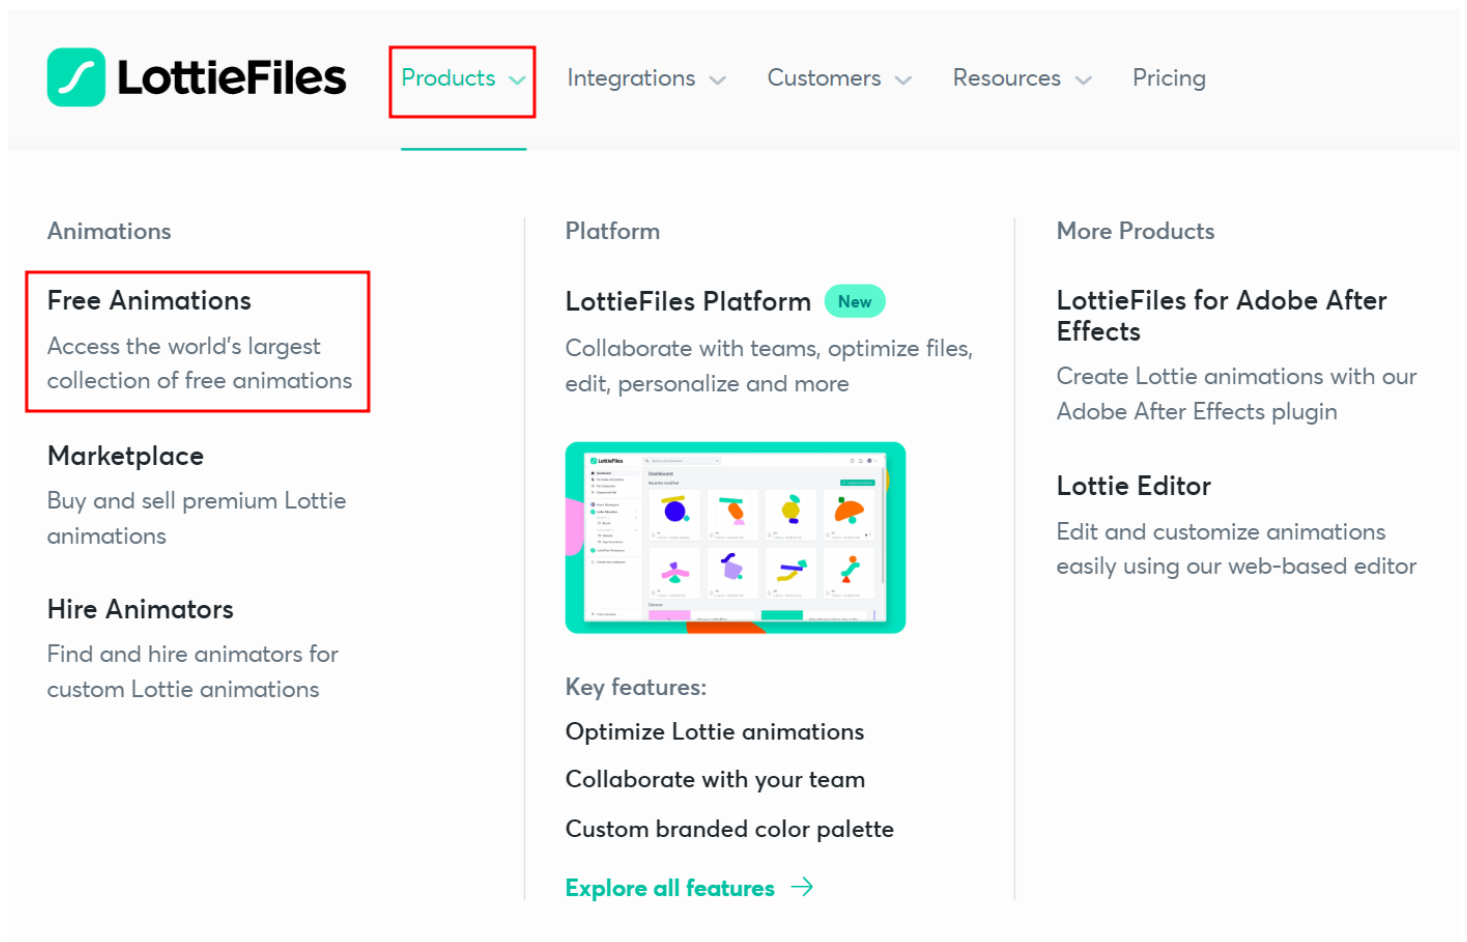 LottieFiles
Products
Integrations
Customers
Resources
Pricing
Animations
Free Animations
Access the world's largest
collection of free animations
Marketplace
Buy and sell premium Lottie
animations
Hire Animators
Find and hire animators for
custom Lottie animations
Platform
LottieFiles Platform New
Collaborate with teams, optimize files,
edit, personalize and more
LottieFiles
Dashboard
Key features:
Optimize Lottie animations
Collaborate with your team
Custom branded color palette
Explore all features
More Products
LottieFiles for Adobe After
Effects
Create Lottie animations with our
Adobe After Effects plugin
Lottie Editor
Edit and customize animations
easily using our web-based editor